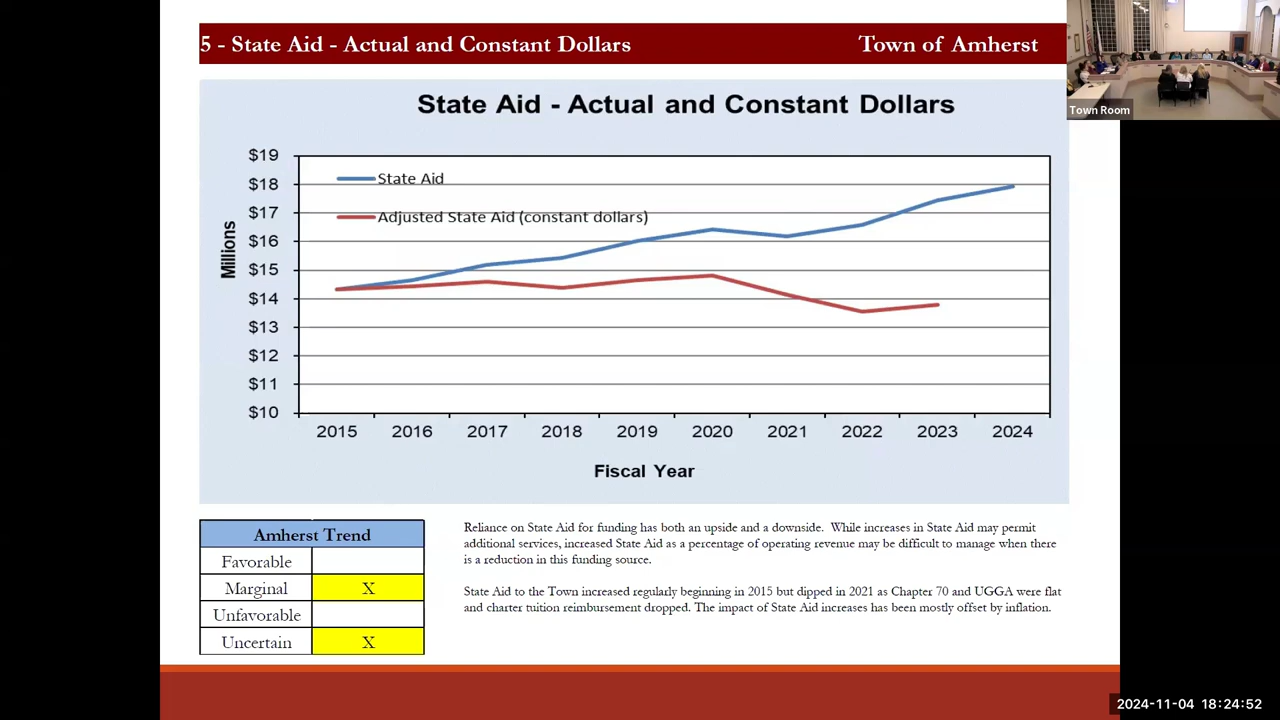 5 - State Aid - Actual and Constant Dollars
Town of Amherst
Town Room
State Aid - Actual and Constant Dollars
$19
$18
$17
$16
$15
$14
$13
$12
$11
$10
Millions
State Aid
Adjusted State Aid (constant dollars)
2015 2016 2017 2018 2019 2020 2021 2022 2023 2024
Fiscal Year
Amherst Trend
Favorable
Marginal X
Unfavorable
Uncertain X
Reliance on State Aid for funding has both an upside and a downside. While increases in State Aid may permit
additional services, increased State Aid as a percentage of operating revenue may be difficult to manage when there
is a reduction in this funding source.
State Aid to the Town increased regularly beginning in 2015 but dipped in 2021 as Chapter 70 and UGGA were flat
and charter tuition reimbursement dropped. The impact of State Aid increases has been mostly offset by inflation.
2024-11-04 18:24:52